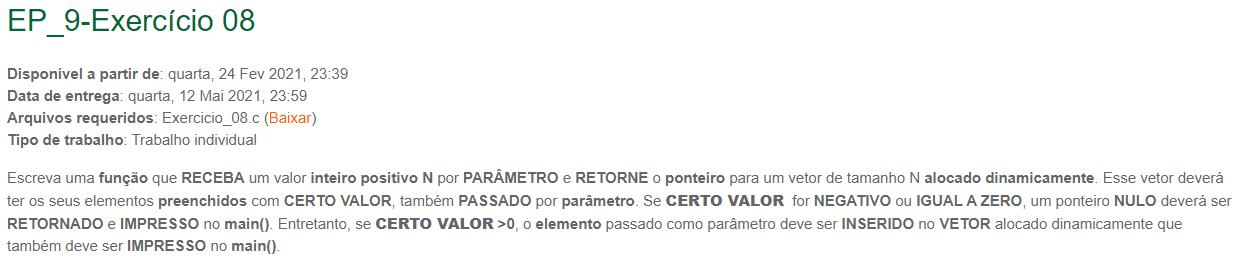 EP_9-Exercício 08
Disponível a partir de: quarta, 24 Fev 2021, 23:39
Data de entrega: quarta, 12 Mai 2021, 23:59
Arquivos requeridos: Exercicio_08.c (Baixar)
Tipo de trabalho: Trabalho individual
Escreva uma função que RECEBA um valor inteiro positivo N por PARÂMETRO e RETORNE o ponteiro para um vetor de tamanho N alocado dinamicamente. Esse vetor deverá
ter os seus elementos preenchidos com CERTO VALOR, também PASSADO por parâmetro. Se CERTO VALOR for NEGATIVO ou IGUAL A ZERO, um ponteiro NULO deverá ser
RETORNADO e IMPRESSO no main(). Entretanto, se CERTO VALOR >0, o elemento passado como parâmetro deve ser INSERIDO no VETOR alocado dinamicamente que
também deve ser IMPRESSO no main().